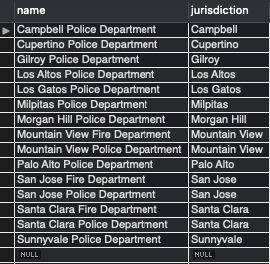 name jurisdiction
Campbell Police Department Campbell
Cupertino Police Department Cupertino
Gilroy Police Department Gilroy
Los Altos Police Department Los Altos
Los Gatos Police Department Los Gatos
Milpitas Police Department Milpitas
Morgan Hill Police Department Morgan Hill
Mountain View Fire Department Mountain View
Mountain View Police Department Mountain View
Palo Alto Police Department Palo Alto
San Jose Fire Department San Jose
San Jose Police Department San Jose
Santa Clara Fire Department Santa Clara
Santa Clara Police Department Santa Clara
Sunnyvale Police Department Sunnyvale
NULL NULL